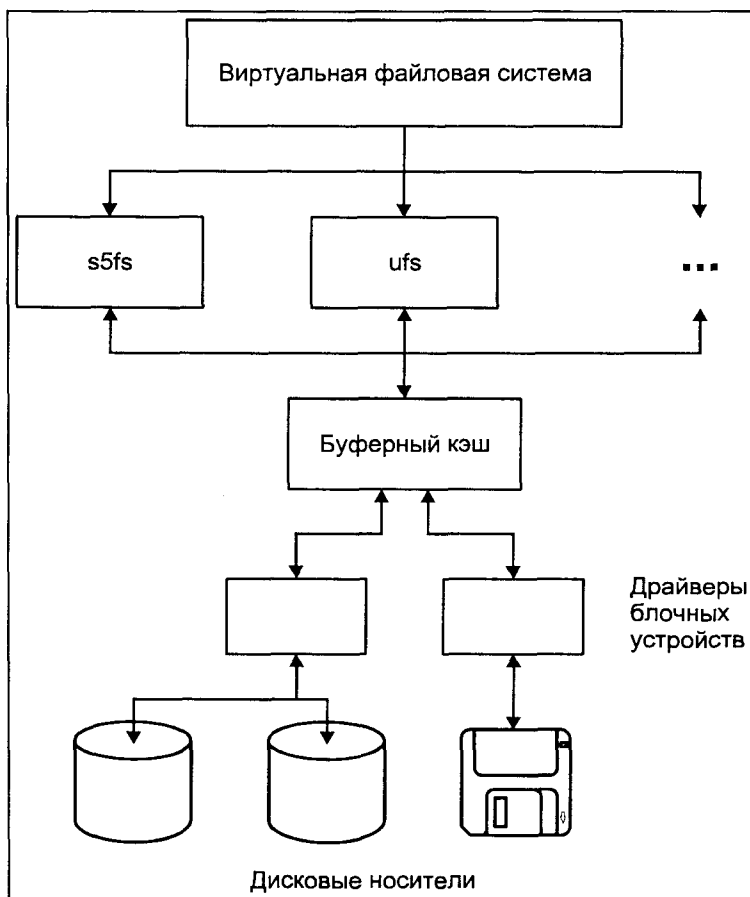 Виртуальная файловая система
s5fs
ufs
...
Буферный кэш
Драйверы
блочных
устройств
Дисковые носители